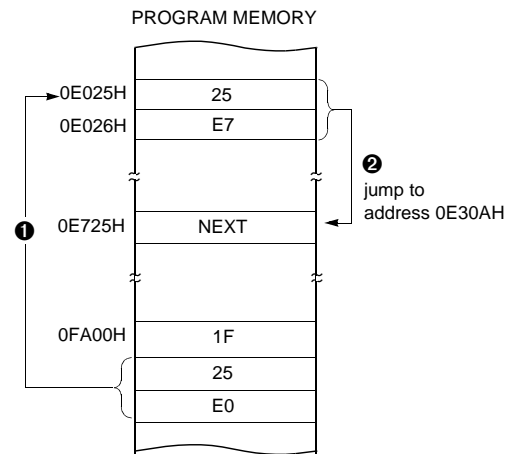 PROGRAM MEMORY
0E025H 25
0E026H E7
❷
jump to
address 0E30AH
❶
0E725H NEXT
0FA00H 1F
25
E0